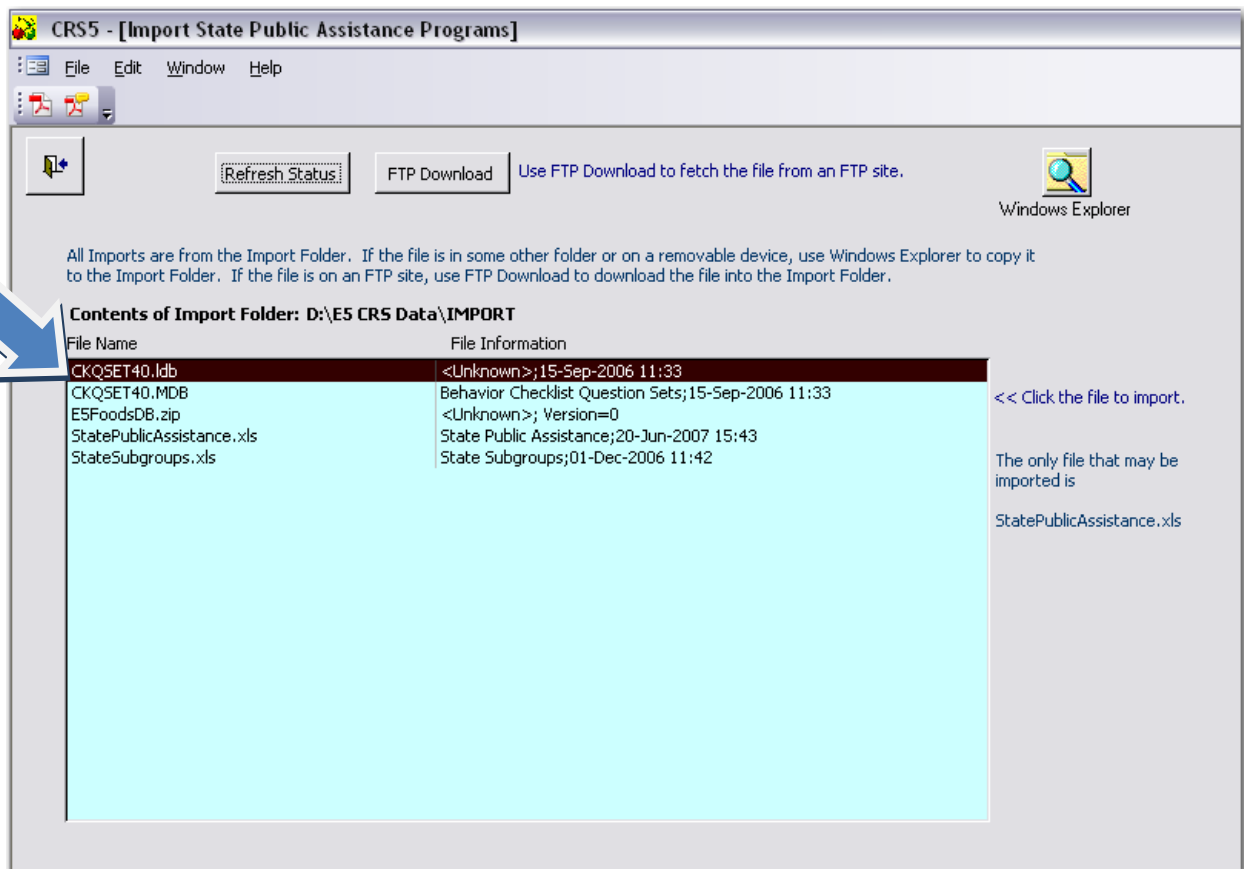 CRS5 - [Import State Public Assistance Programs]
File Edit Window Help
Refresh Status FTP Download Use FTP Download to fetch the file from an FTP site.
Windows Explorer
All Imports are from the Import Folder. If the file is in some other folder or on a removable device, use Windows Explorer to copy it
to the Import Folder. If the file is on an FTP site, use FTP Download to download the file into the Import Folder.
Contents of Import Folder: D:\E5 CRS Data\IMPORT
File Name File Information
CKQSET40.ldb <Unknown>;15-Sep-2006 11:33
CKQSET40.MDB Behavior Checklist Question Sets;15-Sep-2006 11:33
<< Click the file to import.
E5FoodsDB.zip <Unknown>; Version=0
StatePublicAssistance.xls State Public Assistance;20-Jun-2007 15:43
StateSubgroups.xls State Subgroups;01-Dec-2006 11:42
The only file that may be
imported is
StatePublicAssistance.xls